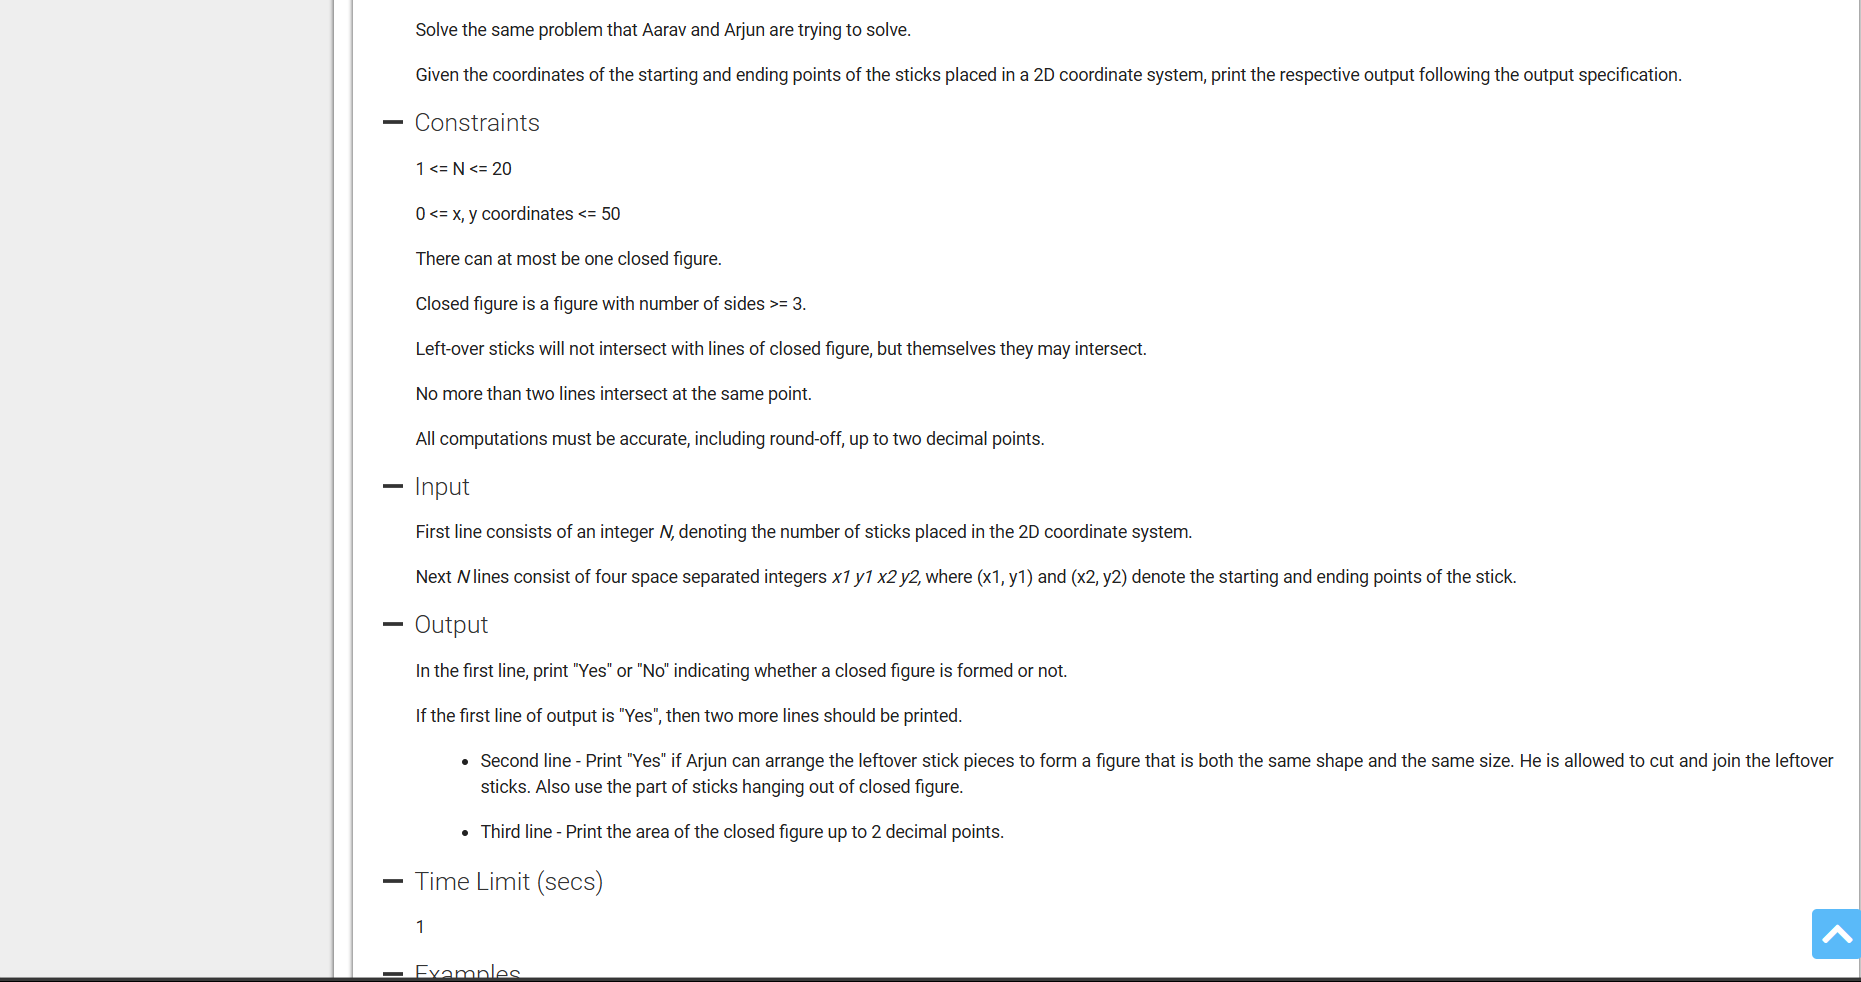 Solve the same problem that Aarav and Arjun are trying to solve.
Given the coordinates of the starting and ending points of the sticks placed in a 2D coordinate system, print the respective output following the output specification.
Constraints
1 <= N <= 20
0 <= x, y coordinates <= 50
There can at most be one closed figure.
Closed figure is a figure with number of sides >= 3.
Left-over sticks will not intersect with lines of closed figure, but themselves they may intersect.
No more than two lines intersect at the same point.
All computations must be accurate, including round-off, up to two decimal points.
Input
First line consists of an integer N, denoting the number of sticks placed in the 2D coordinate system.
Next N lines consist of four space separated integers x1 y1 x2 y2, where (x1, y1) and (x2, y2) denote the starting and ending points of the stick.
Output
In the first line, print "Yes" or "No" indicating whether a closed figure is formed or not.
If the first line of output is "Yes", then two more lines should be printed.
• Second line - Print "Yes" if Arjun can arrange the leftover stick pieces to form a figure that is both the same shape and the same size. He is allowed to cut and join the leftover
sticks. Also use the part of sticks hanging out of closed figure.
• Third line - Print the area of the closed figure up to 2 decimal points.
Time Limit (secs)
1
Examples